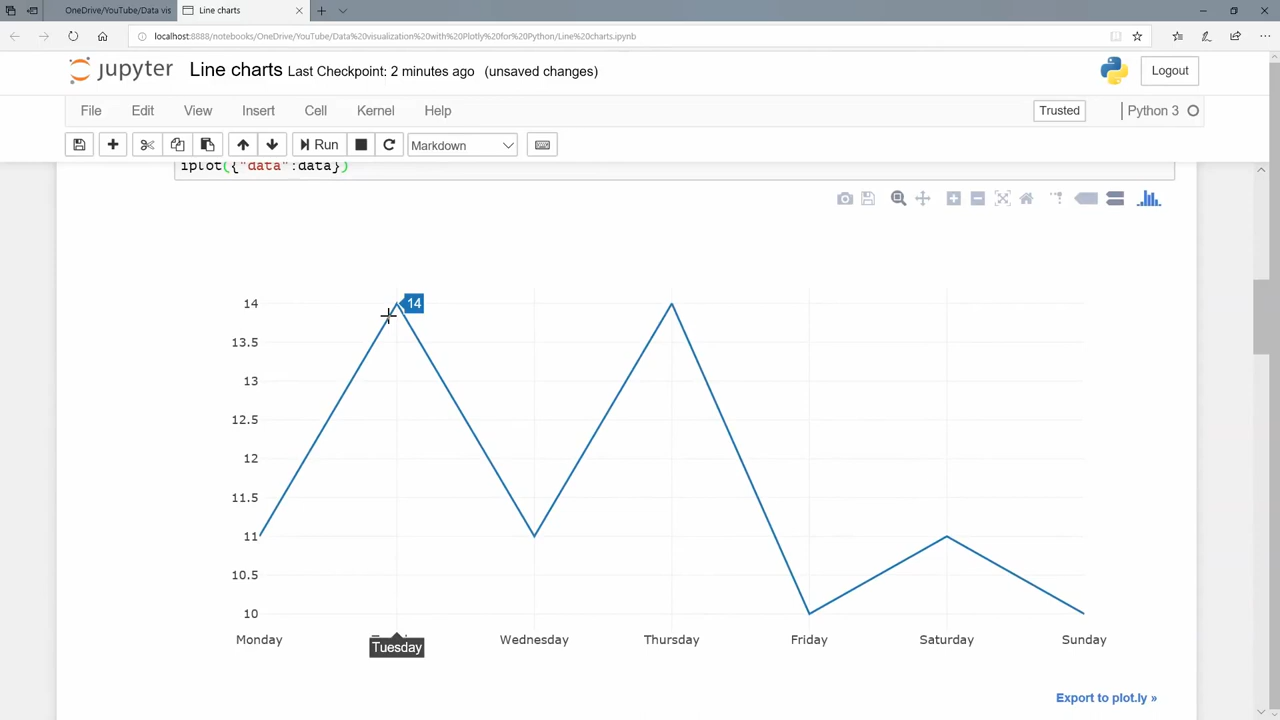 OneDrive/YouTube/Data vis
Line charts
localhost:8888/notebooks/OneDrive/YouTube/Data%20visualization%20with%20Plotly%20for%20Python/Line%20charts.ipynb
jupyter Line charts Last Checkpoint: 2 minutes ago (unsaved changes)
Logout
File Edit View Insert Cell Kernel Help
Trusted
Python 3
Run
Markdown
iplot({"data":data})
14
14
13.5
13
12.5
12
11.5
11
10.5
10
Monday Tuesday Wednesday Thursday Friday Saturday Sunday
Export to plot.ly »